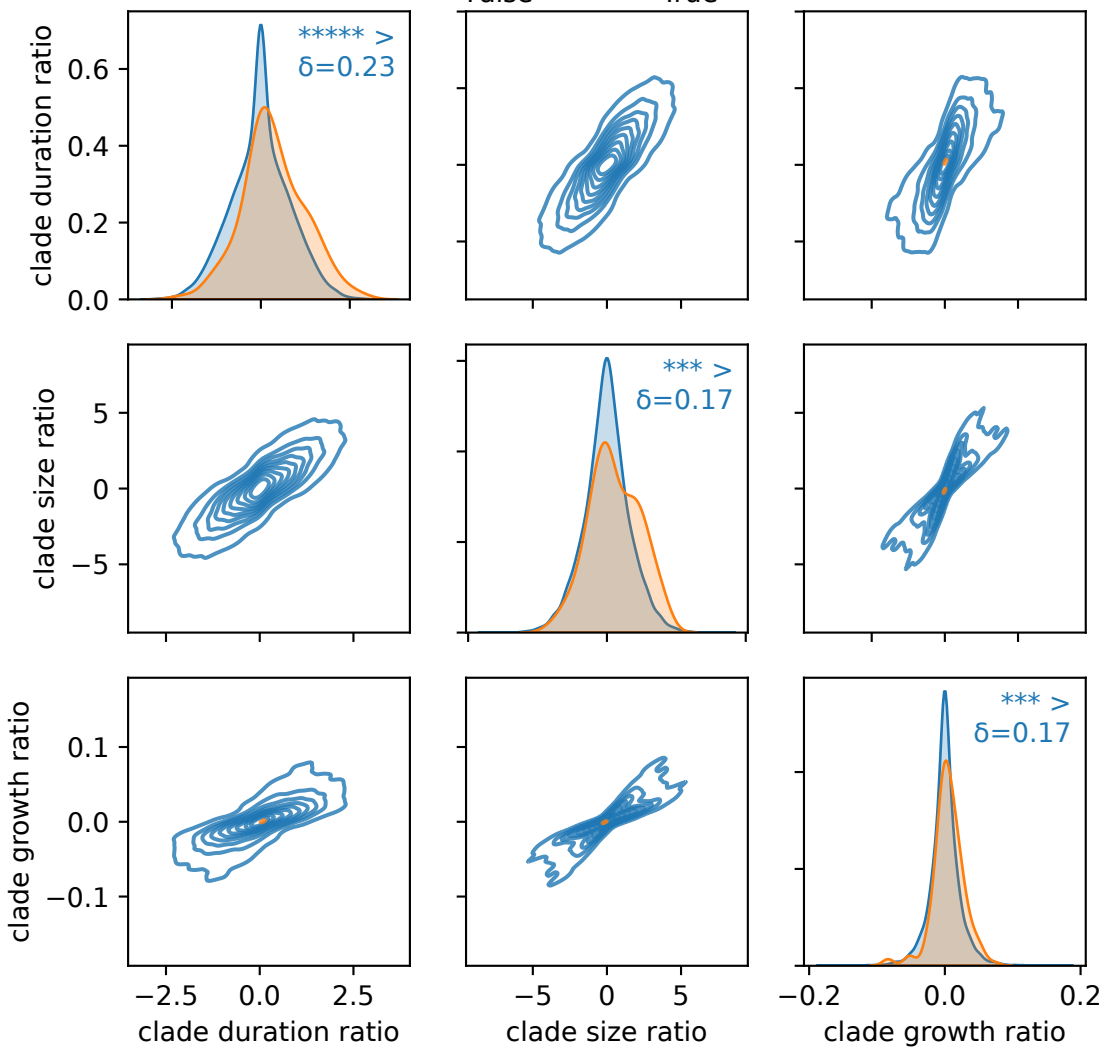 ***** >
δ=0.23
clade duration ratio
0.6
0.4
0.2
0.0
*** >
δ=0.17
clade size ratio
5
0
−5
*** >
δ=0.17
clade growth ratio
0.1
0.0
−0.1
−2.5 0.0 2.5 −5 0 5 −0.2 0.0 0.2
clade duration ratio clade size ratio clade growth ratio